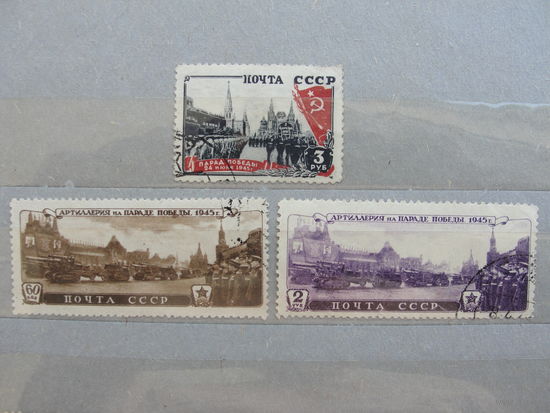 ПОЧТА СССР
ПАРАД ПОБЕДЫ
24 ИЮНЯ 1945г.
3
РУБ
АРТИЛЛЕРИЯ НА ПАРАДЕ ПОБЕДЫ. 1945 г.
60
КОП
ПОЧТА СССР
АРТИЛЛЕРИЯ НА ПАРАДЕ ПОБЕДЫ. 1945 г.
2
РУБ
ПОЧТА СССР